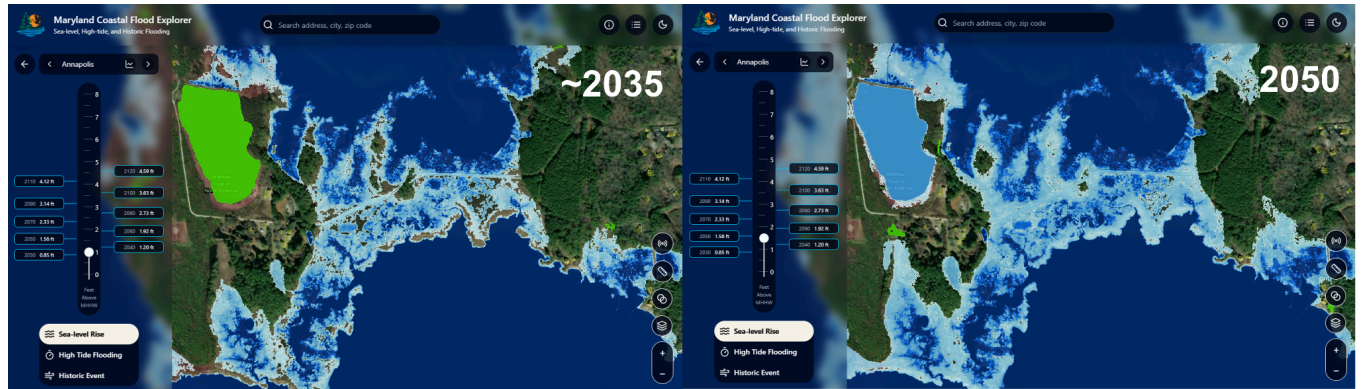 Maryland Coastal Flood Explorer
Sea-level, High-tide, and Historic Flooding
Search address, city, zip code
Annapolis
~2035
8
7
6
5
4
3
2
1
0
2120 4.59 ft
2110 4.12 ft
2100 3.63 ft
2090 3.14 ft
2080 2.73 ft
2070 2.33 ft
2060 1.92 ft
2050 1.58 ft
2040 1.20 ft
2030 0.85 ft
Feet
Above
MHHW
Sea-level Rise
High Tide Flooding
Historic Event
+
−
Maryland Coastal Flood Explorer
Sea-level, High-tide, and Historic Flooding
Search address, city, zip code
Annapolis
2050
8
7
6
5
4
3
2
1
0
2120 4.59 ft
2110 4.12 ft
2100 3.63 ft
2090 3.14 ft
2080 2.73 ft
2070 2.33 ft
2060 1.92 ft
2050 1.58 ft
2040 1.20 ft
2030 0.85 ft
Feet
Above
MHHW
Sea-level Rise
High Tide Flooding
Historic Event
+
−